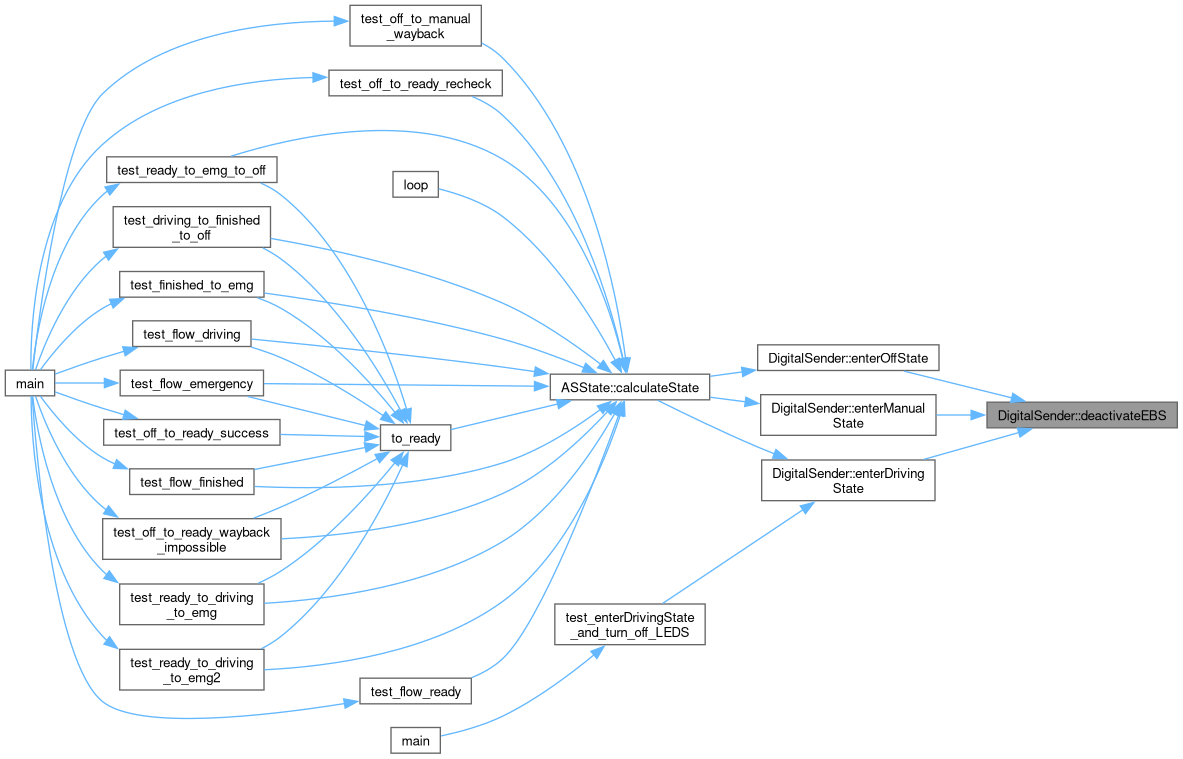 test_off_to_manual
_wayback
test_off_to_ready_recheck
test_ready_to_emg_to_off
loop
test_driving_to_finished
_to_off
test_finished_to_emg
test_flow_driving
main
test_flow_emergency
test_off_to_ready_success
to_ready
test_flow_finished
test_off_to_ready_wayback
_impossible
test_ready_to_driving
_to_emg
test_ready_to_driving
_to_emg2
test_flow_ready
main
ASState::calculateState
DigitalSender::enterOffState
DigitalSender::enterManual
State
DigitalSender::enterDriving
State
test_enterDrivingState
_and_turn_off_LEDS
DigitalSender::deactivateEBS